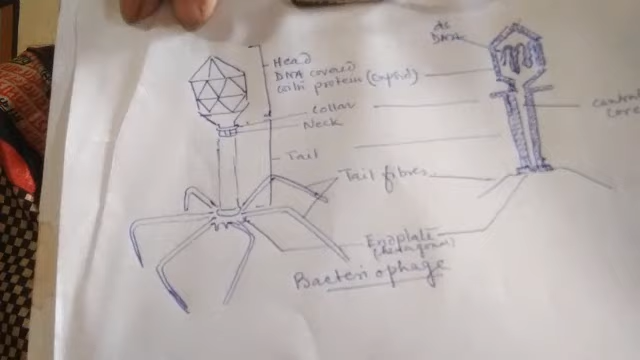 ds
DNA
Head
DNA covered
with protein (capsid)
Collar
Neck
central
core
Tail
Tail fibres
Endplate
(hexagonal)
Bacteriophage